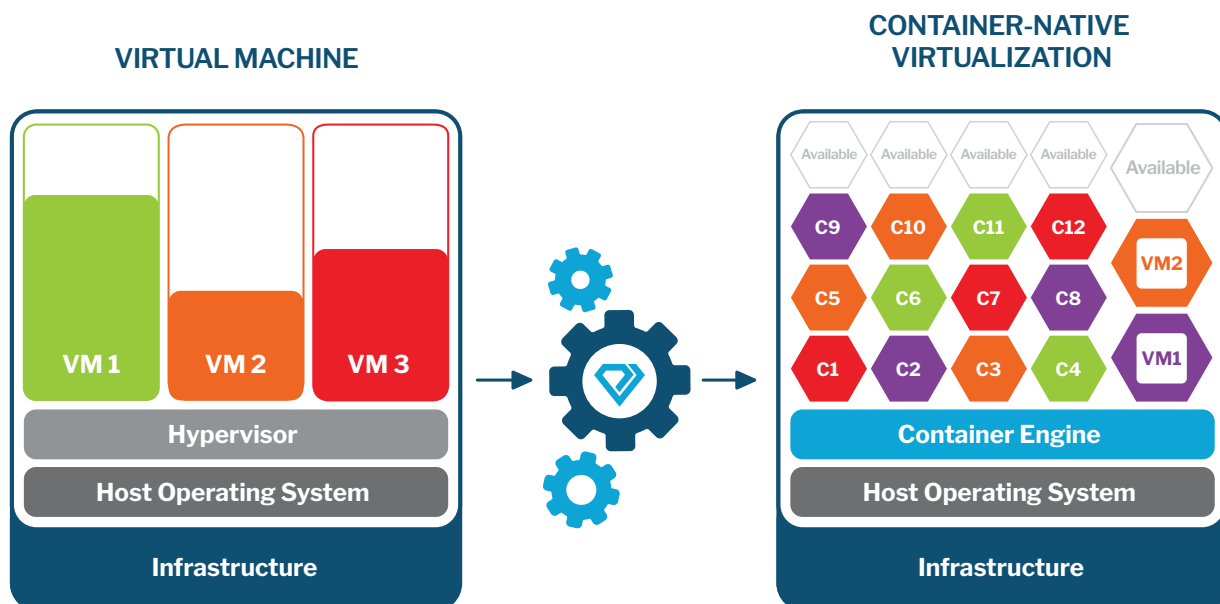 VIRTUAL MACHINE
VM 1
VM 2
VM 3
Hypervisor
Host Operating System
Infrastructure
CONTAINER-NATIVE
VIRTUALIZATION
Available
Available
Available
Available
Available
C9
C10
C11
C12
VM2
C5
C6
C7
C8
C1
C2
C3
C4
VM1
Container Engine
Host Operating System
Infrastructure